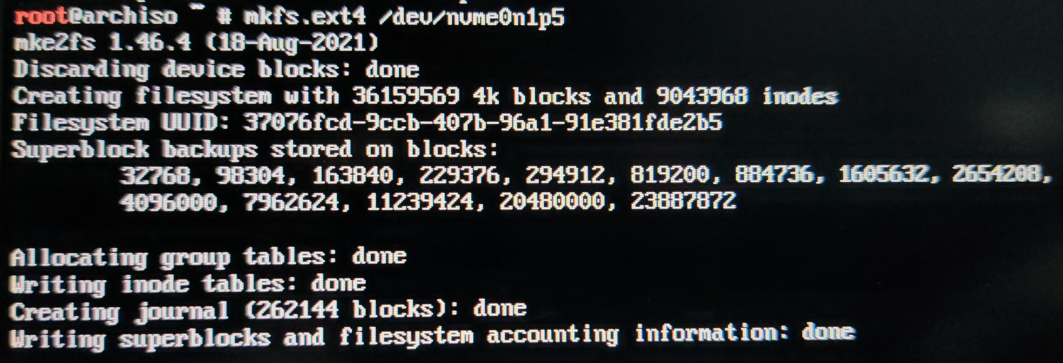 root@archiso ~ # mkfs.ext4 /dev/nvme0n1p5
mke2fs 1.46.4 (18-Aug-2021)
Discarding device blocks: done
Creating filesystem with 36159569 4k blocks and 9043968 inodes
Filesystem UUID: 37076fcd-9ccb-407b-96a1-91e381fde2b5
Superblock backups stored on blocks:
32768, 98304, 163840, 229376, 294912, 819200, 884736, 1605632, 2654208,
4096000, 7962624, 11239424, 20480000, 23887872
Allocating group tables: done
Writing inode tables: done
Creating journal (262144 blocks): done
Writing superblocks and filesystem accounting information: done